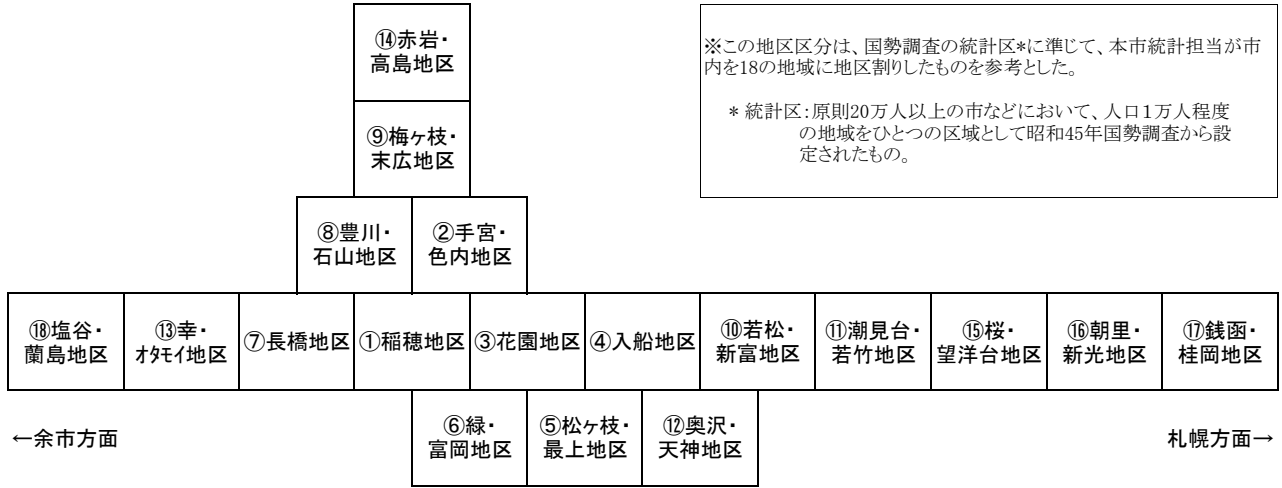 ⑭赤岩・
高島地区
※この地区区分は、国勢調査の統計区*に準じて、本市統計担当が市
内を18の地域に地区割りしたものを参考とした。
* 統計区：原則20万人以上の市などにおいて、人口1万人程度
の地域をひとつの区域として昭和45年国勢調査から設
定されたもの。
⑨梅ヶ枝・
末広地区
⑧豊川・
石山地区
②手宮・
色内地区
⑱塩谷・
蘭島地区
⑬幸・
ｵﾀﾓｲ地区
⑦長橋地区
①稲穂地区
③花園地区
④入船地区
⑩若松・
新富地区
⑪潮見台・
若竹地区
⑮桜・
望洋台地区
⑯朝里・
新光地区
⑰銭函・
桂岡地区
←余市方面
⑥緑・
富岡地区
⑤松ヶ枝・
最上地区
⑫奥沢・
天神地区
札幌方面→